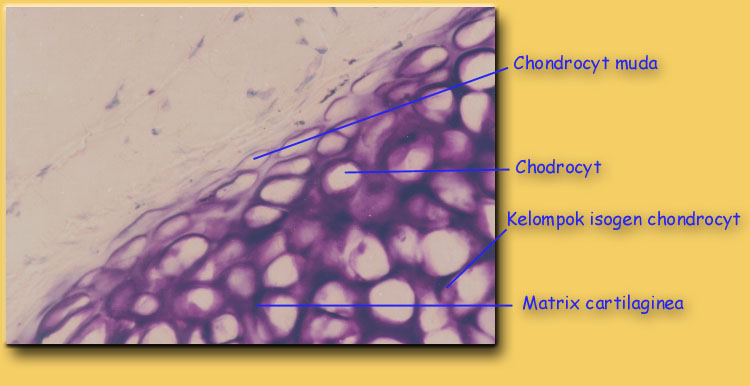 Chondrocyt muda
Chodrocyt
Kelompok isogen chondrocyt
Matrix cartilaginea